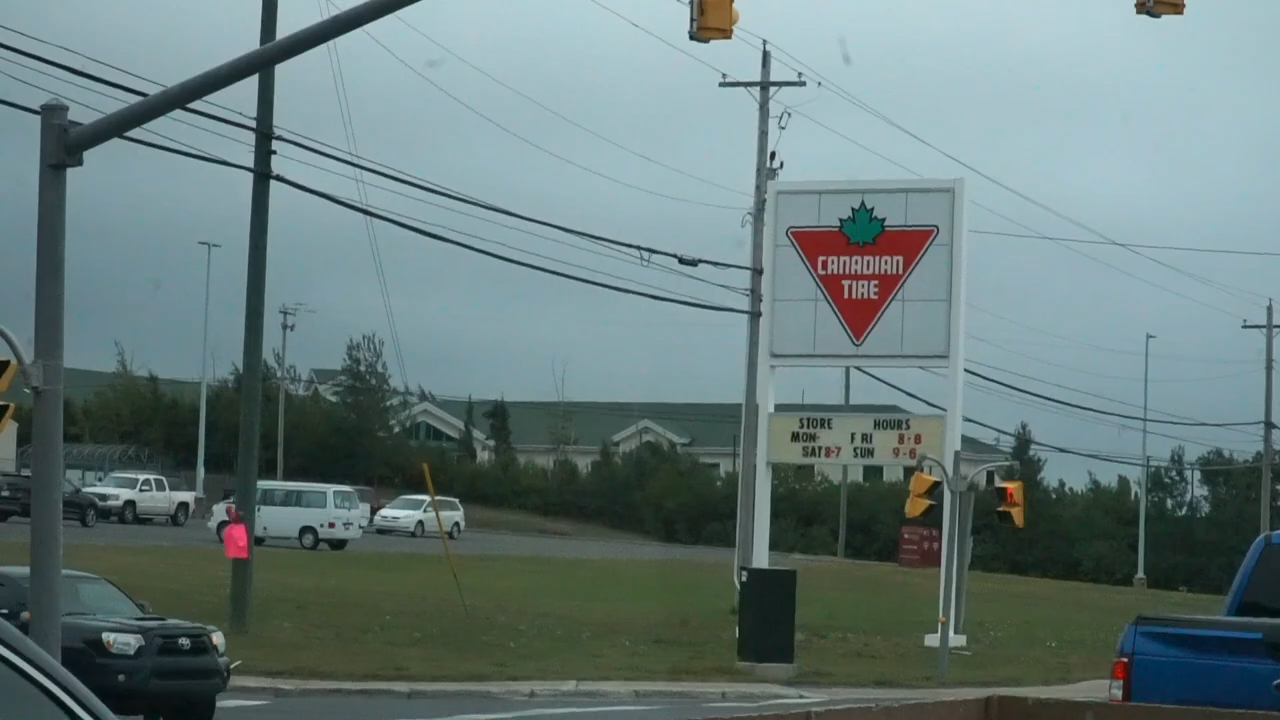 CANADIAN
TIRE
STORE HOURS
MON- FRI 8-8
SAT 8-7 SUN 9-6